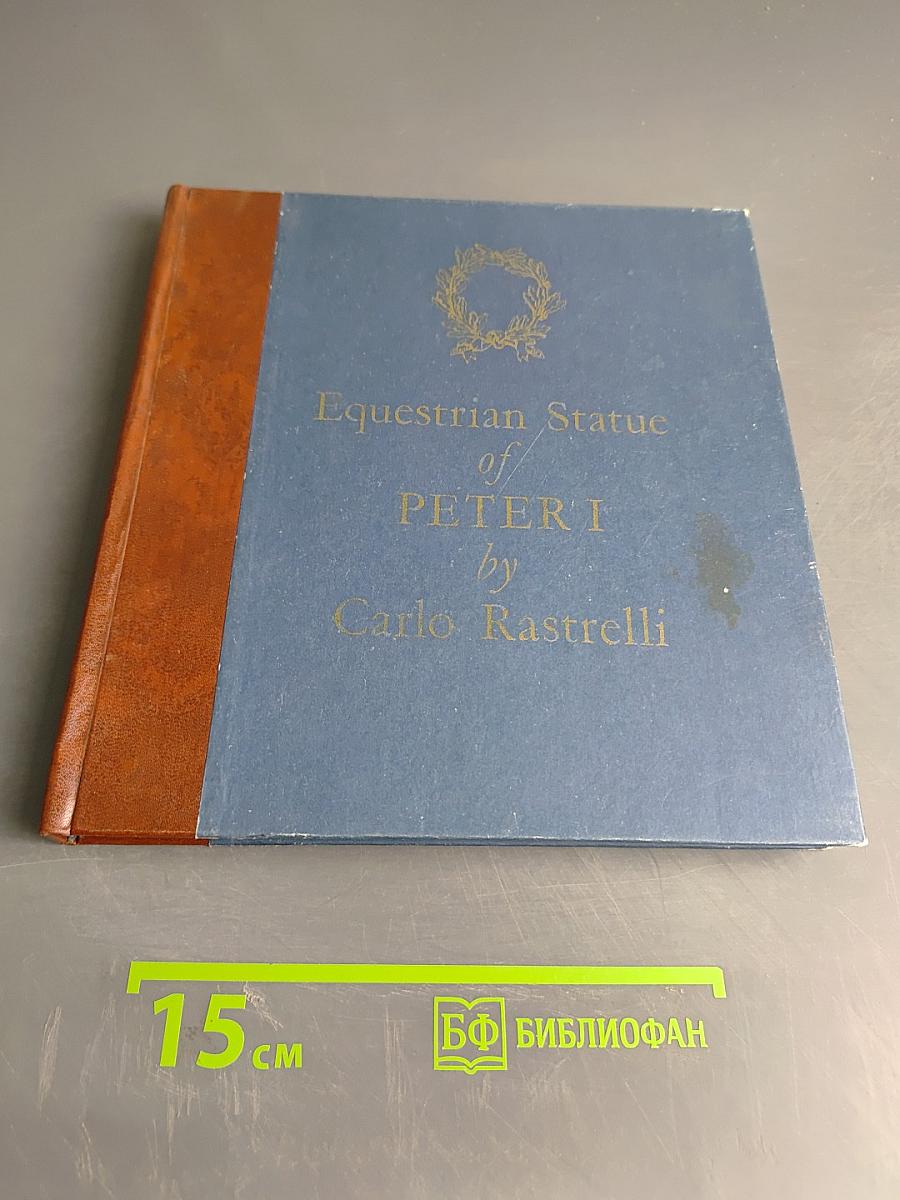 Equestrian Statue
of
PETER I
by
Carlo Rastrelli
15 см
БФ БИБЛИОФАН